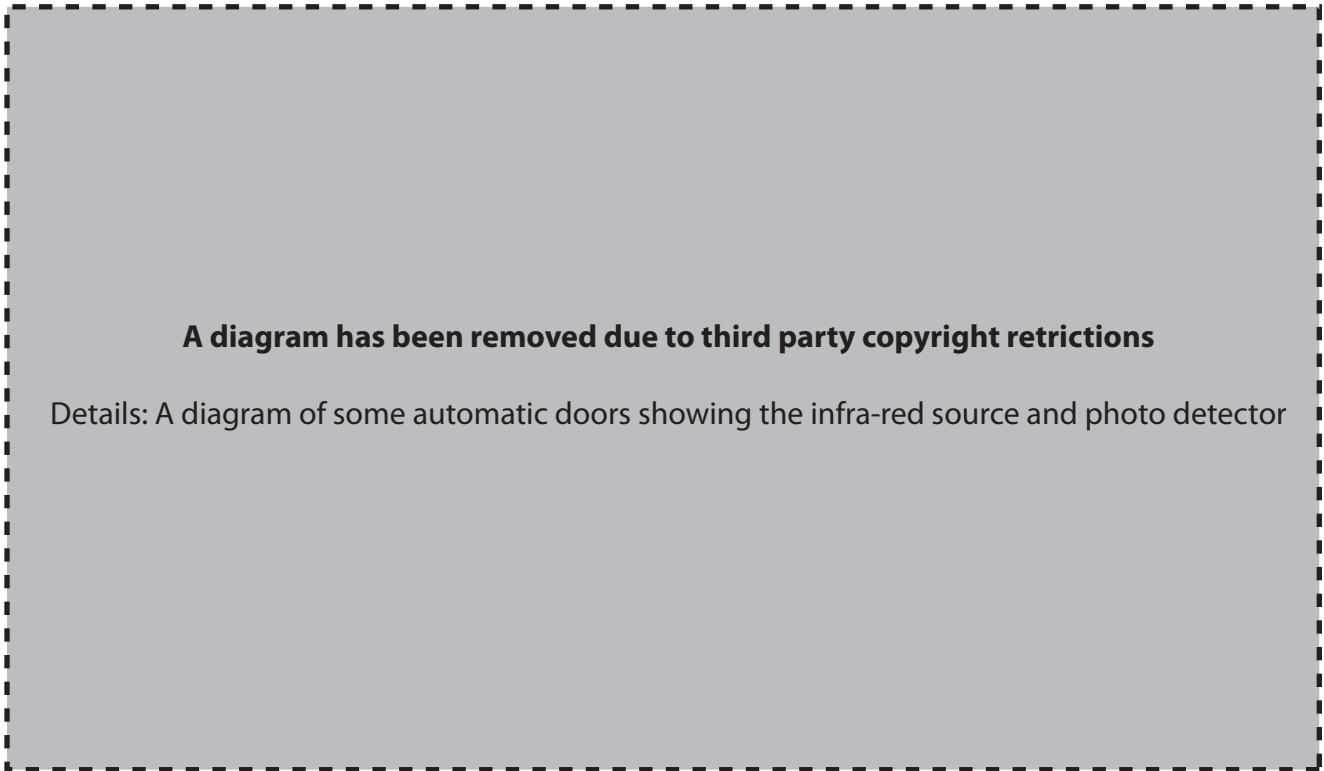 A diagram has been removed due to third party copyright retrictions
Details: A diagram of some automatic doors showing the infra-red source and photo detector